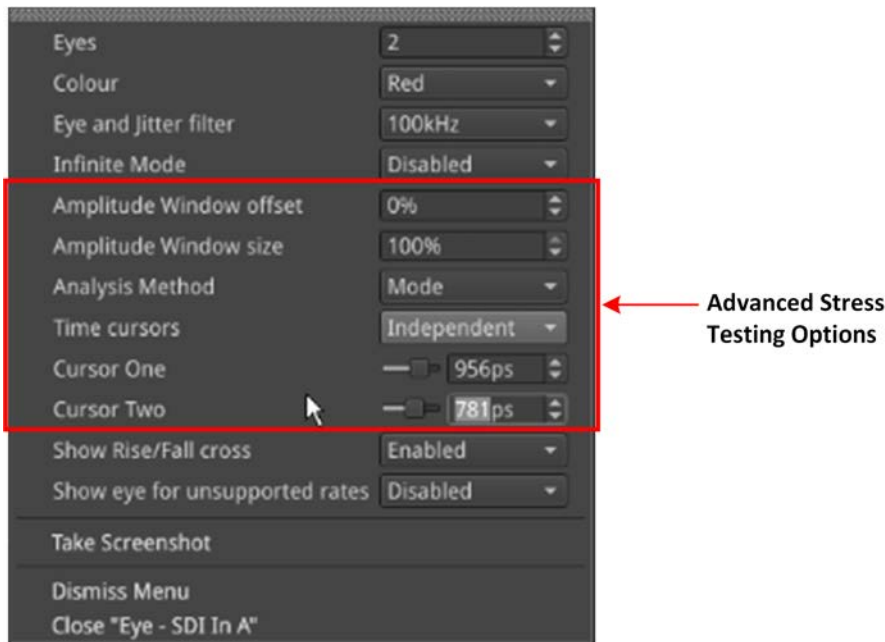 Eyes 2
Colour Red
Eye and Jitter filter 100kHz
Infinite Mode Disabled
Amplitude Window offset 0%
Amplitude Window size 100%
Analysis Method Mode
Time cursors Independent
Cursor One 956ps
Cursor Two 781ps
Show Rise/Fall cross Enabled
Show eye for unsupported rates Disabled
Take Screenshot
Dismiss Menu
Close "Eye - SDI In A"
Advanced Stress
Testing Options